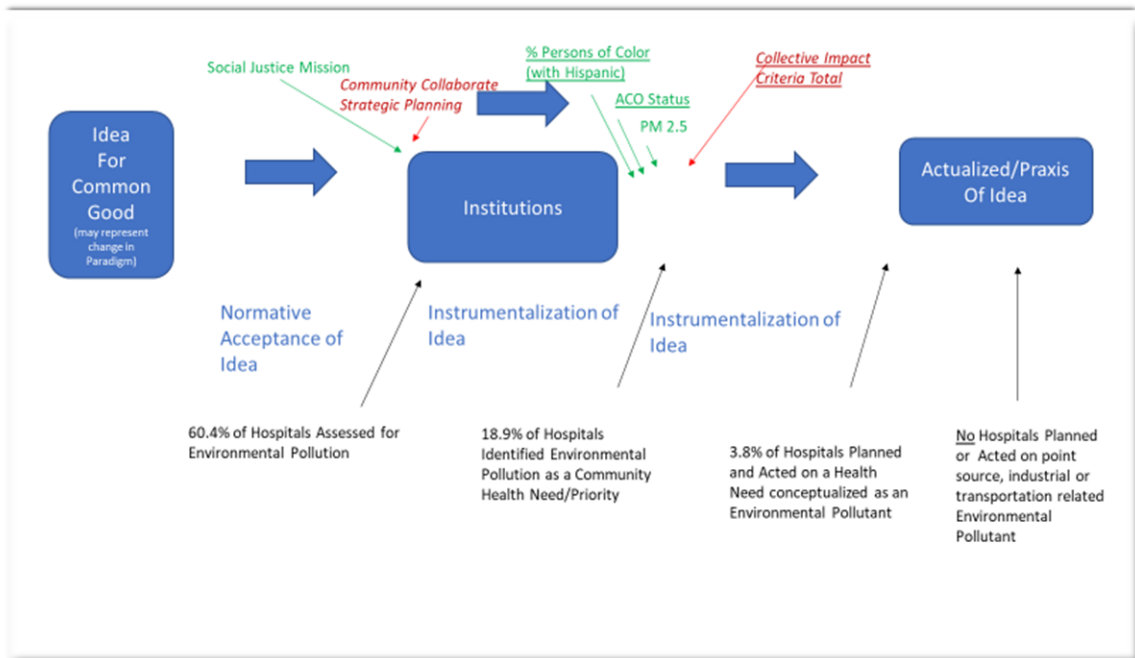 Idea
For
Common
Good
(may represent
change in
Paradigm)
Social Justice Mission
Community Collaborate
Strategic Planning
% Persons of Color
(with Hispanic)
ACO Status
PM 2.5
Collective Impact
Criteria Total
Institutions
Actualized/Praxis
Of Idea
Normative
Acceptance of
Idea
Instrumentalization of
Idea
Instrumentalization of
Idea
60.4% of Hospitals Assessed for
Environmental Pollution
18.9% of Hospitals
Identified Environmental
Pollution as a Community
Health Need/Priority
3.8% of Hospitals Planned
and Acted on a Health
Need conceptualized as an
Environmental Pollutant
No Hospitals Planned
or Acted on point
source, industrial or
transportation related
Environmental
Pollutant